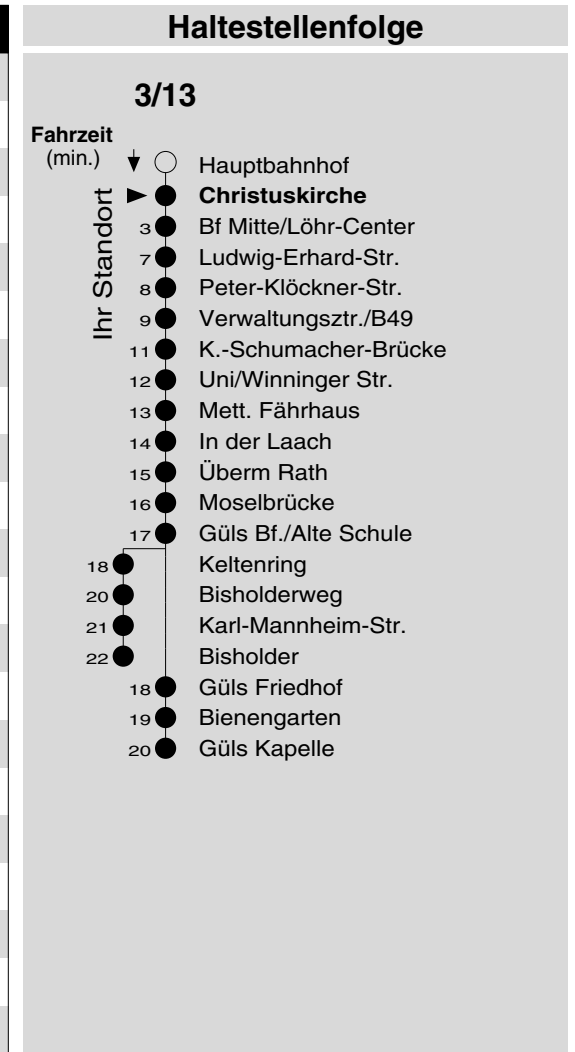 Haltestellenfolge
3/13
Fahrzeit
(min.)
Ihr Standort
Hauptbahnhof
Christuskirche
3 Bf Mitte/Löhr-Center
7 Ludwig-Erhard-Str.
8 Peter-Klöckner-Str.
9 Verwaltungsztr./B49
11 K.-Schumacher-Brücke
12 Uni/Winninger Str.
13 Mett. Fährhaus
14 In der Laach
15 Überm Rath
16 Moselbrücke
17 Güls Bf./Alte Schule
18 Keltenring
20 Bisholderweg
21 Karl-Mannheim-Str.
22 Bisholder
18 Güls Friedhof
19 Bienengarten
20 Güls Kapelle